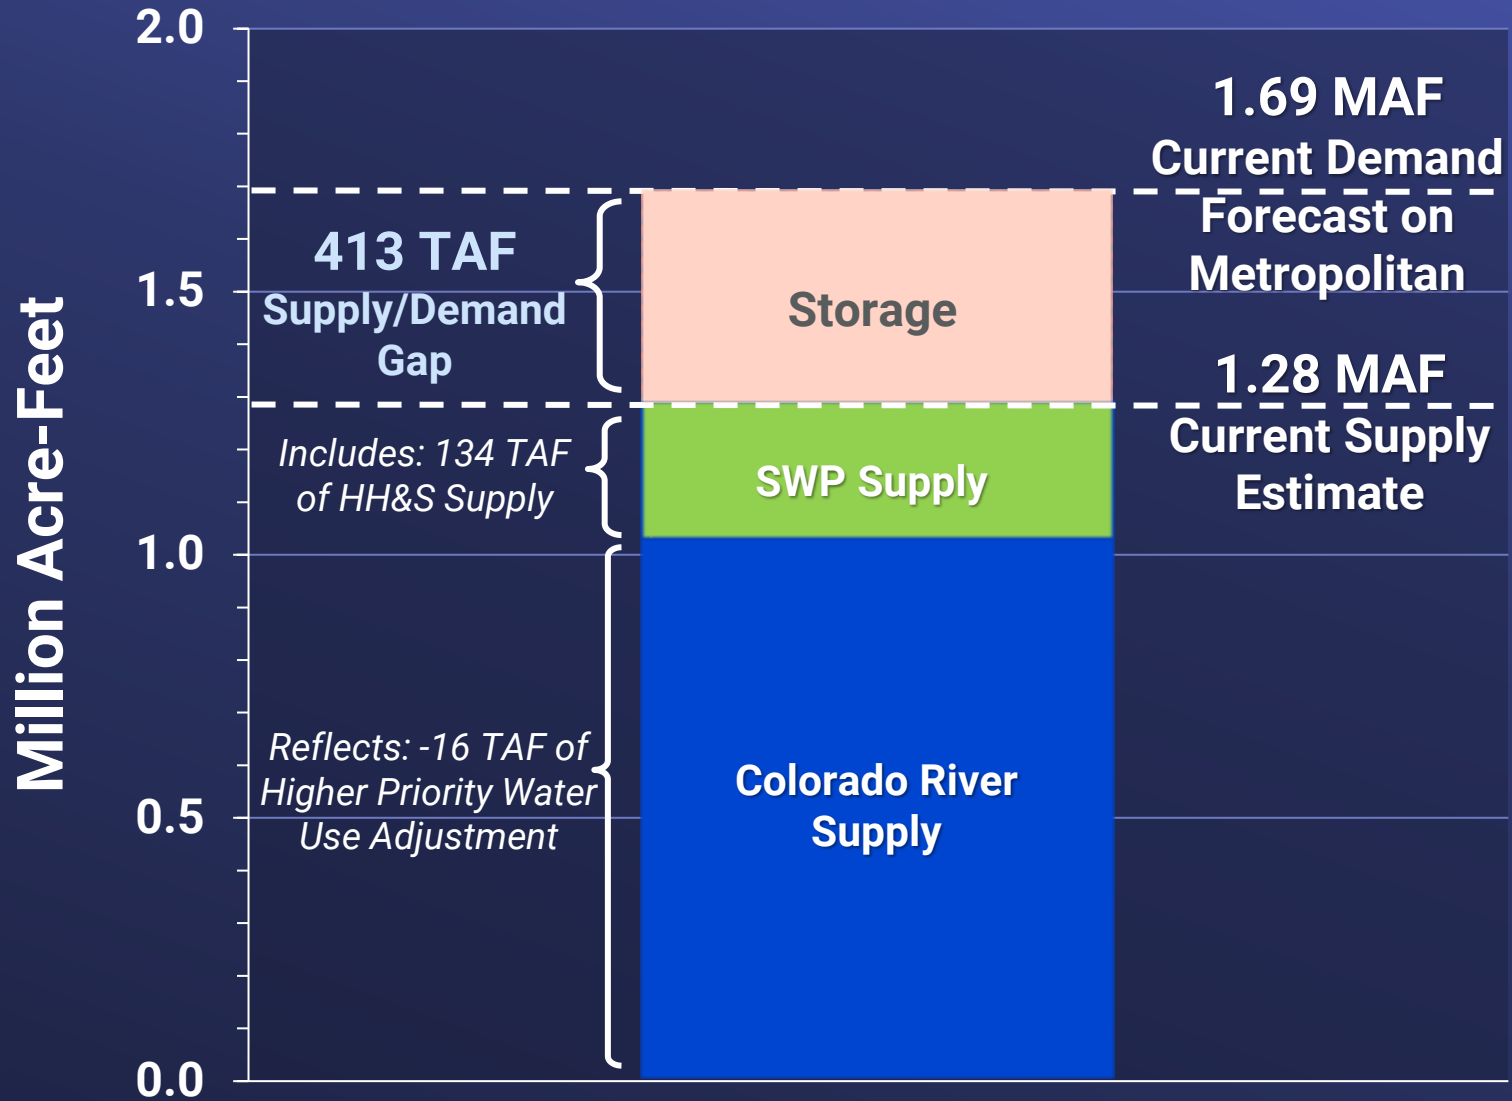 Million Acre-Feet
2.0
1.5
1.0
0.5
0.0
413 TAF
Supply/Demand
Gap
Includes: 134 TAF
of HH&S Supply
Reflects: -16 TAF of
Higher Priority Water
Use Adjustment
Storage
SWP Supply
Colorado River
Supply
1.69 MAF
Current Demand
Forecast on
Metropolitan
1.28 MAF
Current Supply
Estimate